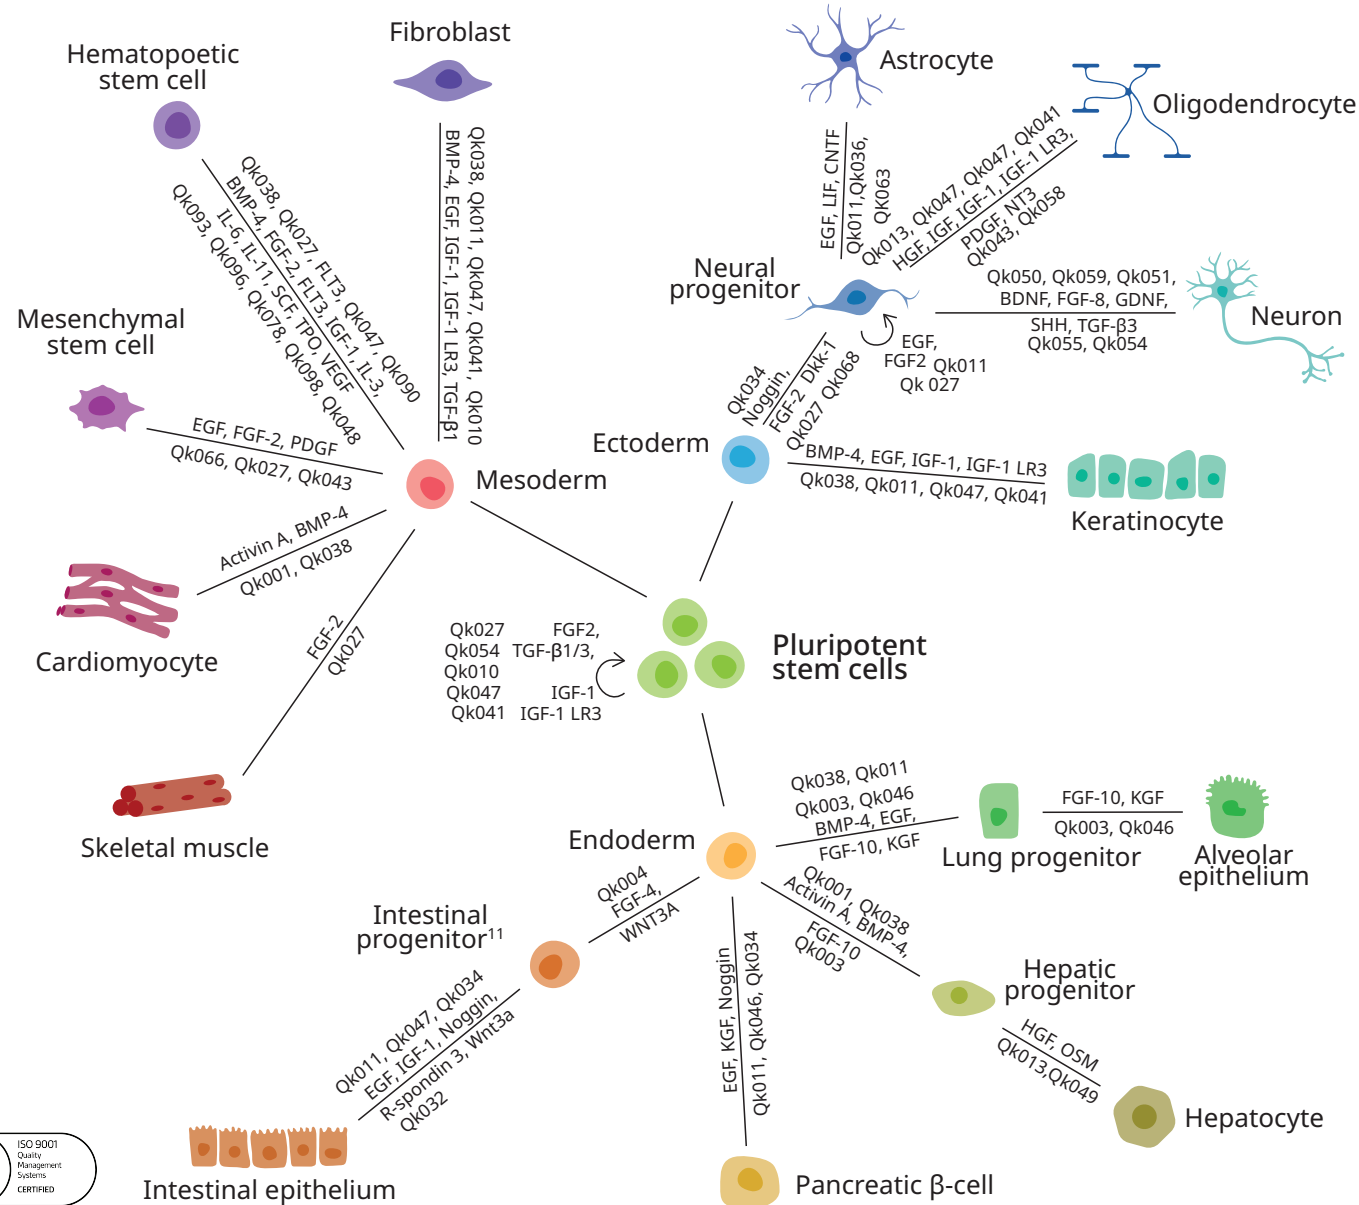 Hematopoetic
stem cell
Fibroblast
Astrocyte
Oligodendrocyte
Qk038, Qk027, FLT3, Qk047, Qk090
BMP-4, FGF-2, FLT3, IGF-1, IL-3,
IL-6, IL-11, SCF, TPO, VEGF
Qk093, Qk096, Qk078, Qk098, Qk048
Qk038, Qk011, Qk047, Qk041, Qk010
BMP-4, EGF, IGF-1, IGF-1 LR3, TGF-β1
EGF, LIF, CNTF
Qk011,Qk036,
Qk063
Qk013, Qk047, Qk047, Qk041
HGF, IGF, IGF-1, IGF-1 LR3,
PDGF, NT3
Qk043, Qk058
Neural
progenitor
Qk050, Qk059, Qk051,
BDNF, FGF-8, GDNF,
SHH, TGF-β3
Qk055, Qk054
Neuron
EGF,
FGF2 Qk011
Qk 027
Mesenchymal
stem cell
EGF, FGF-2, PDGF
Qk066, Qk027, Qk043
Qk034
Noggin,
FGF-2 Dkk-1
Qk027 Qk068
Ectoderm
Mesoderm
BMP-4, EGF, IGF-1, IGF-1 LR3
Qk038, Qk011, Qk047, Qk041
Keratinocyte
Activin A, BMP-4
Qk001, Qk038
Cardiomyocyte
FGF-2
Qk027
Qk027 FGF2,
Qk054 TGF-β1/3,
Qk010
Qk047 IGF-1
Qk041 IGF-1 LR3
Pluripotent
stem cells
Skeletal muscle
Endoderm
Qk038, Qk011
Qk003, Qk046
BMP-4, EGF,
FGF-10, KGF
Lung progenitor
FGF-10, KGF
Qk003, Qk046
Alveolar
epithelium
Qk004
FGF-4,
WNT3A
Intestinal
progenitor11
Qk001, Qk038
Activin A, BMP-4,
FGF-10
Qk003
Hepatic
progenitor
EGF, KGF, Noggin
Qk011, Qk046, Qk034
Qk011, Qk047, Qk034
EGF, IGF-1, Noggin,
R-spondin 3, Wnt3a
Qk032
HGF, OSM
Qk013,Qk049
Hepatocyte
Intestinal epithelium
Pancreatic β-cell
ISO 9001
Quality
Management
Systems
CERTIFIED